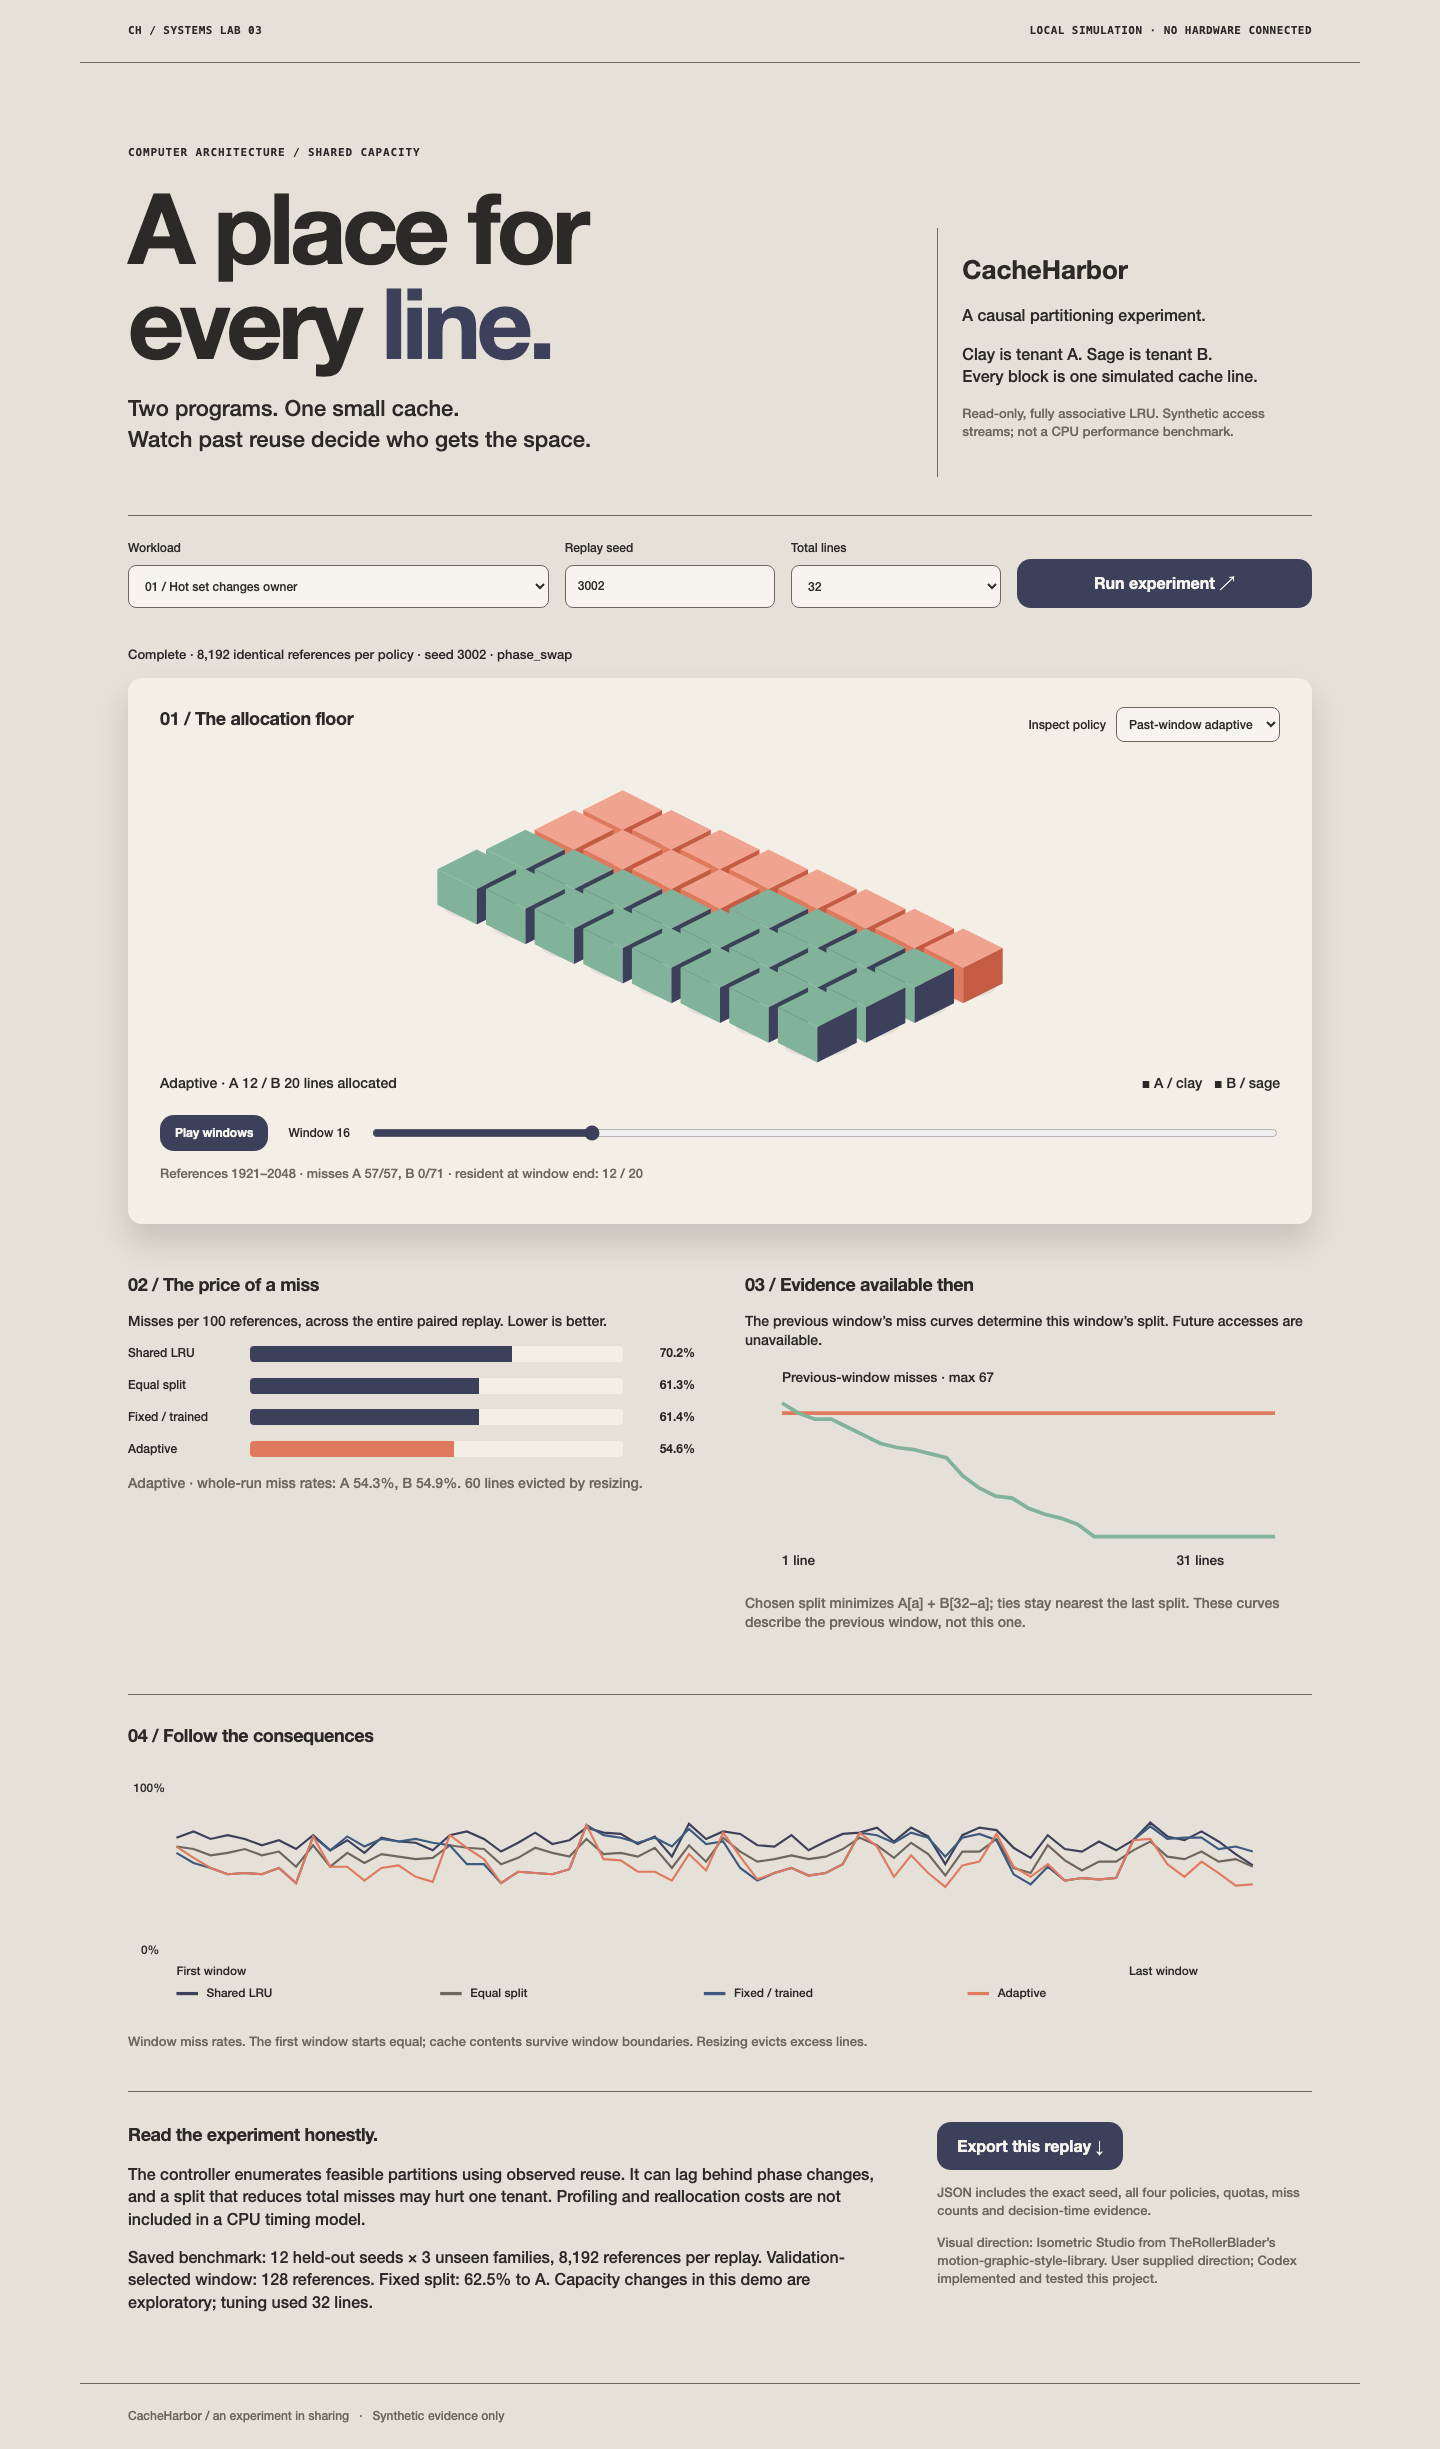 CH / SYSTEMS LAB 03
LOCAL SIMULATION · NO HARDWARE CONNECTED
COMPUTER ARCHITECTURE / SHARED CAPACITY
A place for
every line.
Two programs. One small cache.
Watch past reuse decide who gets the space.
CacheHarbor
A causal partitioning experiment.
Clay is tenant A. Sage is tenant B.
Every block is one simulated cache line.
Read-only, fully associative LRU. Synthetic access
streams; not a CPU performance benchmark.
Workload
01 / Hot set changes owner
Replay seed
3002
Total lines
32
Run experiment ↗
Complete · 8,192 identical references per policy · seed 3002 · phase_swap
01 / The allocation floor
Inspect policy
Past-window adaptive
Adaptive · A 12 / B 20 lines allocated
■ A / clay ■ B / sage
Play windows
Window 16
References 1921–2048 · misses A 57/57, B 0/71 · resident at window end: 12 / 20
02 / The price of a miss
Misses per 100 references, across the entire paired replay. Lower is better.
Shared LRU 70.2%
Equal split 61.3%
Fixed / trained 61.4%
Adaptive 54.6%
Adaptive · whole-run miss rates: A 54.3%, B 54.9%. 60 lines evicted by resizing.
03 / Evidence available then
The previous window’s miss curves determine this window’s split. Future accesses are
unavailable.
Previous-window misses · max 67
1 line
31 lines
Chosen split minimizes A[a] + B[32−a]; ties stay nearest the last split. These curves
describe the previous window, not this one.
04 / Follow the consequences
100%
0%
First window
Last window
Shared LRU
Equal split
Fixed / trained
Adaptive
Window miss rates. The first window starts equal; cache contents survive window boundaries. Resizing evicts excess lines.
Read the experiment honestly.
The controller enumerates feasible partitions using observed reuse. It can lag behind phase changes,
and a split that reduces total misses may hurt one tenant. Profiling and reallocation costs are not
included in a CPU timing model.
Saved benchmark: 12 held-out seeds × 3 unseen families, 8,192 references per replay. Validation-
selected window: 128 references. Fixed split: 62.5% to A. Capacity changes in this demo are
exploratory; tuning used 32 lines.
Export this replay ↓
JSON includes the exact seed, all four policies, quotas, miss
counts and decision-time evidence.
Visual direction: Isometric Studio from TheRollerBlader’s
motion-graphic-style-library. User supplied direction; Codex
implemented and tested this project.
CacheHarbor / an experiment in sharing · Synthetic evidence only